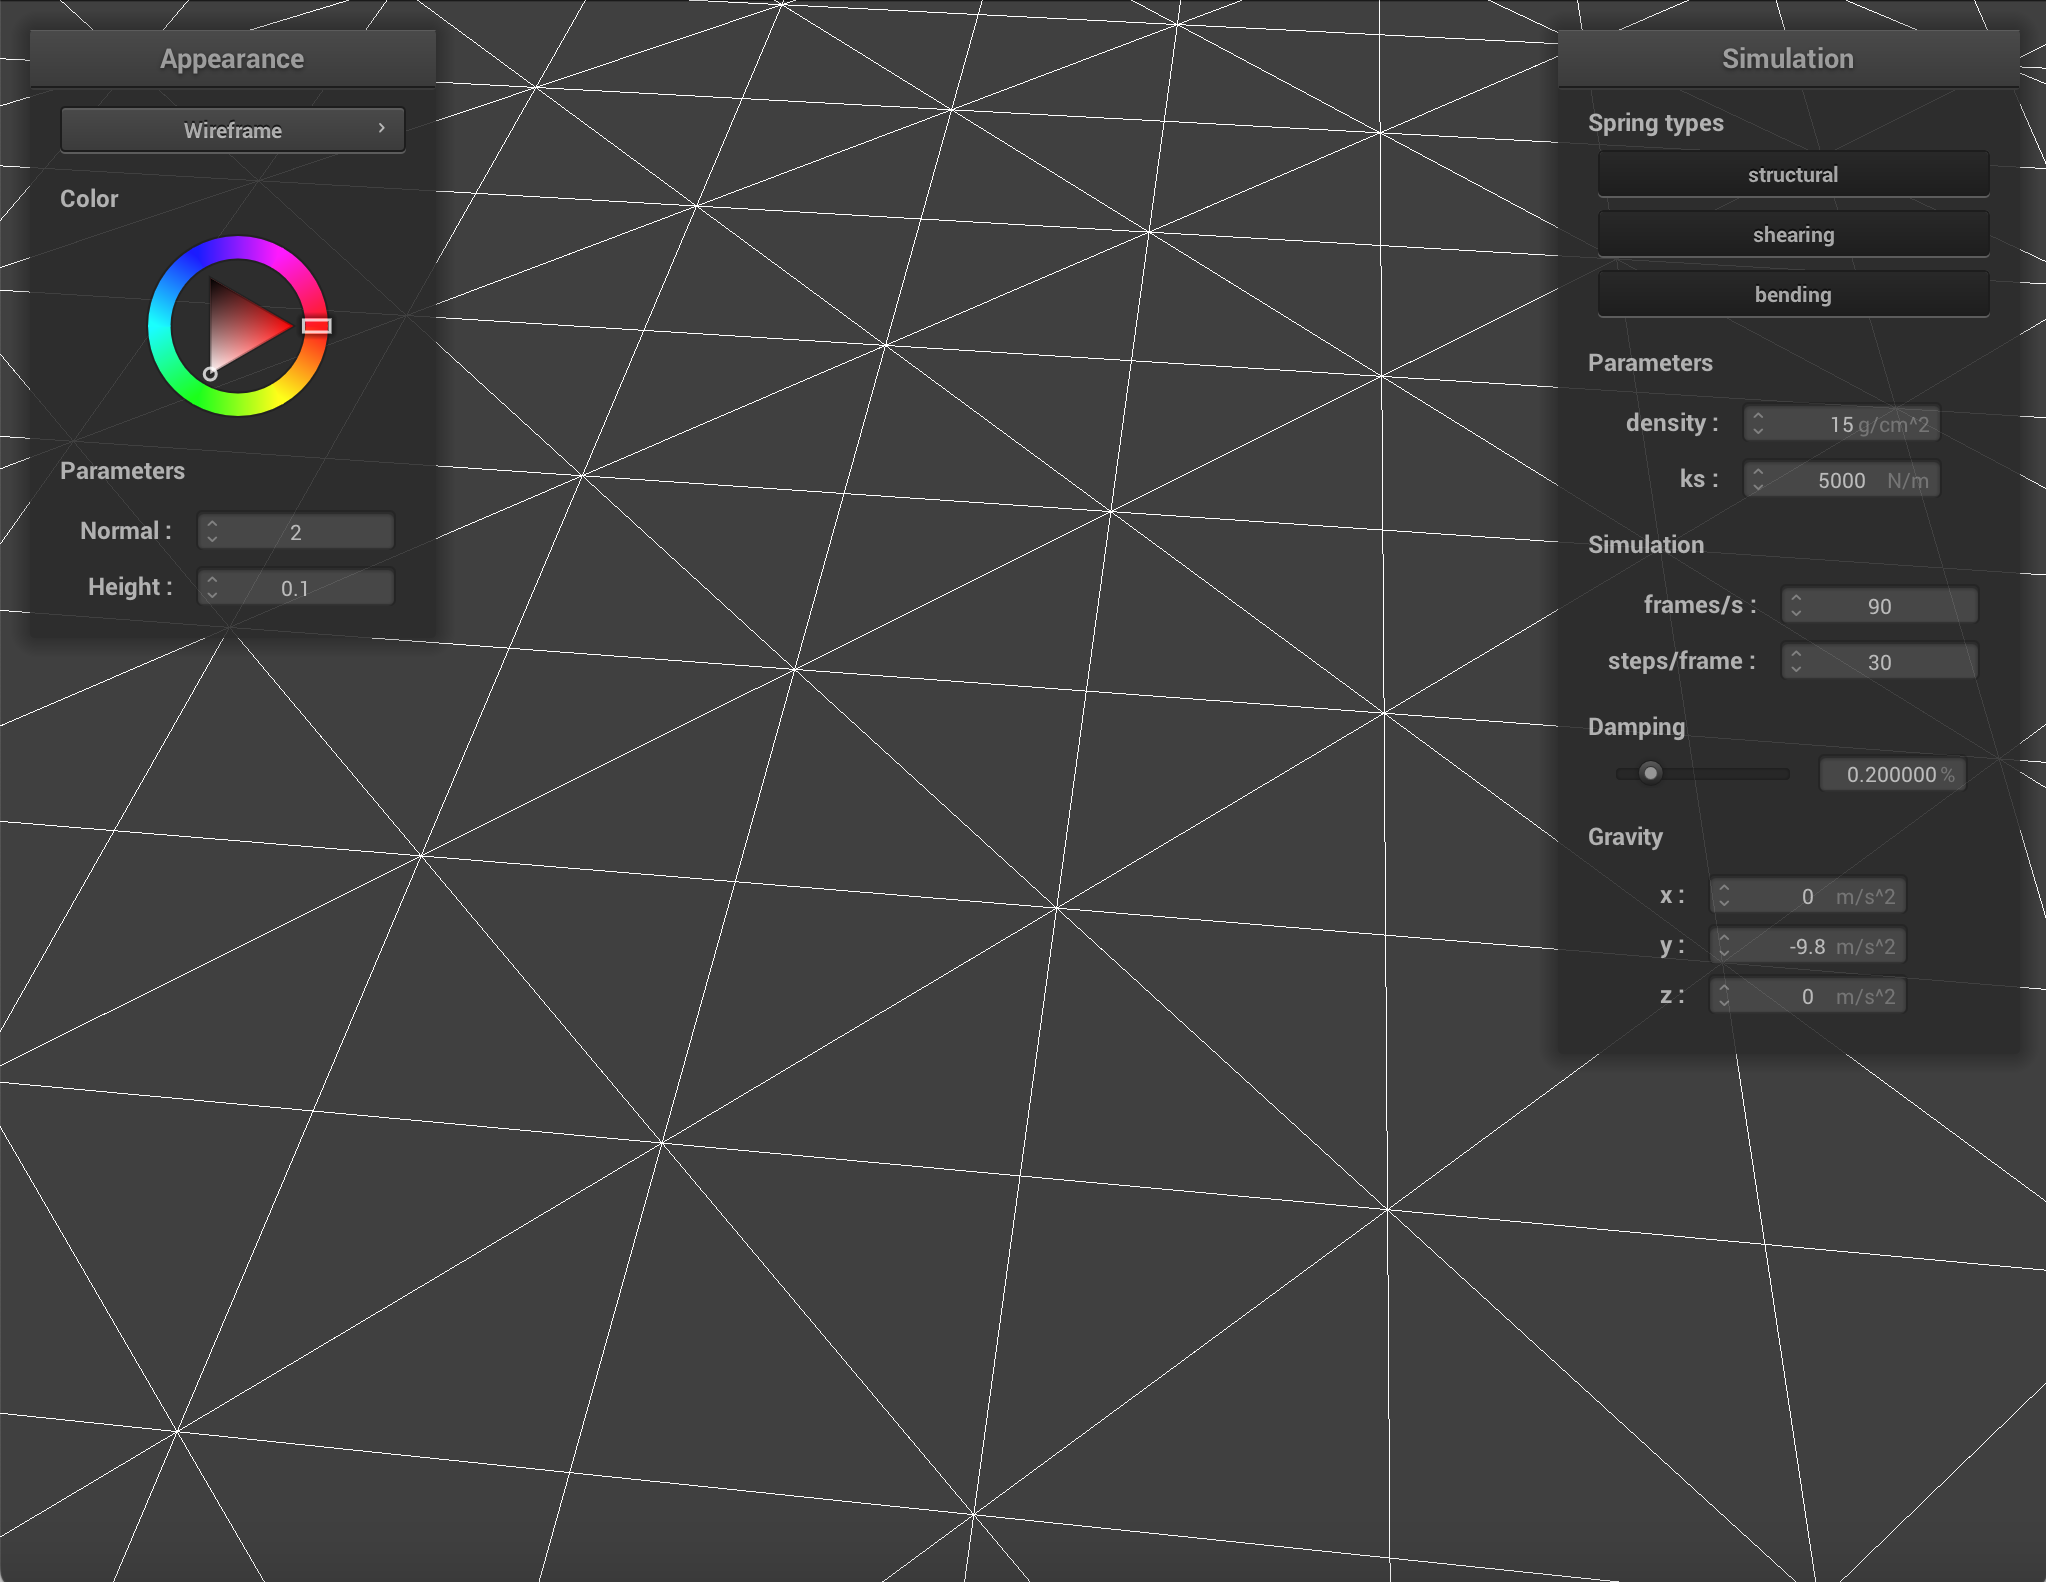 Appearance
Wireframe
Color
Parameters
Normal : 2
Height : 0.1
Simulation
Spring types
structural
shearing
bending
Parameters
density : 15 g/cm^2
ks : 5000 N/m
Simulation
frames/s : 90
steps/frame : 30
Damping
0.200000 %
Gravity
x : 0 m/s^2
y : -9.8 m/s^2
z : 0 m/s^2